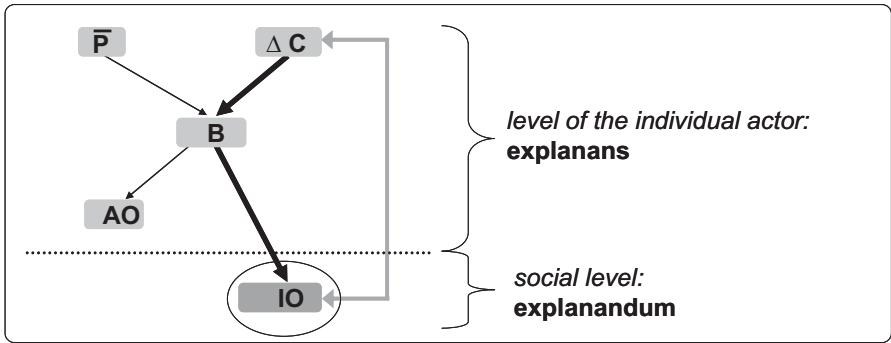 P̅
Δ C
B
AO
IO
level of the individual actor:
explanans
social level:
explanandum